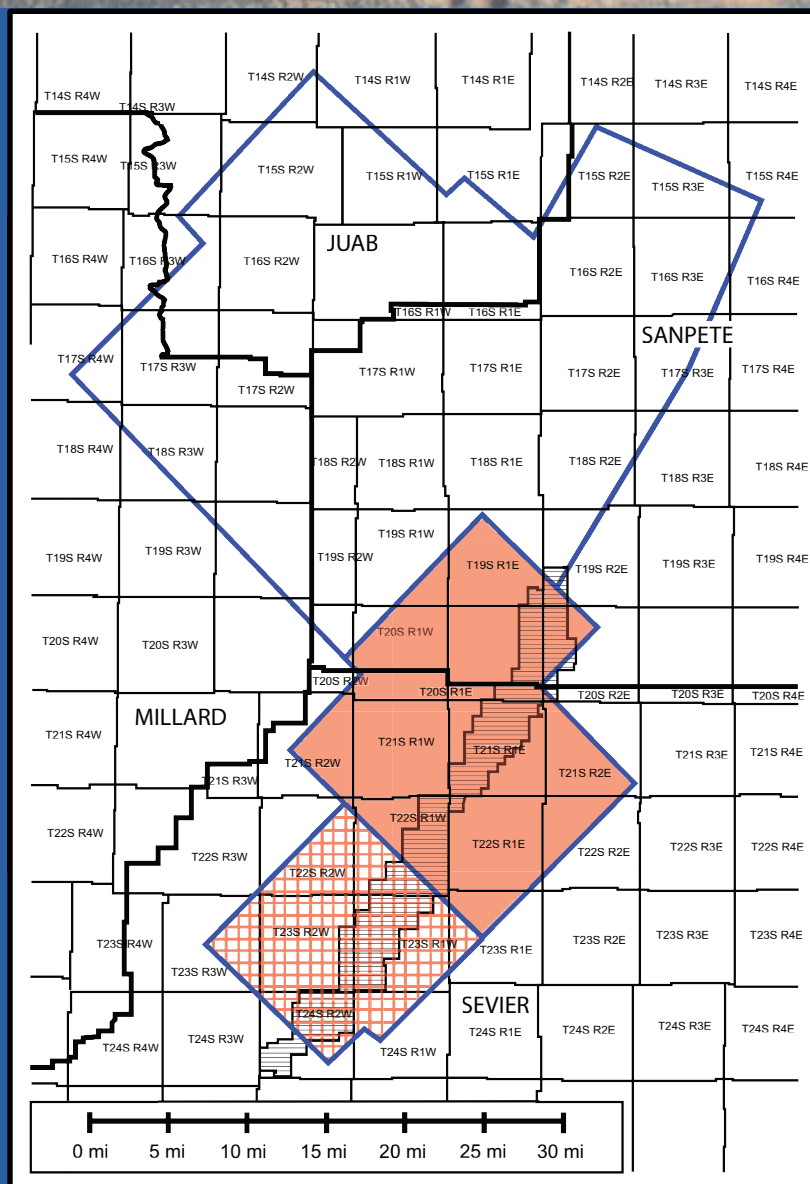 T14S R4W
T14S R3W
T14S R2W
T14S R1W
T14S R1E
T14S R2E
T14S R3E
T14S R4E
T15S R4W
T15S R3W
T15S R2W
T15S R1W
T15S R1E
T15S R2E
T15S R3E
T15S R4E
JUAB
T16S R4W
T16S R3W
T16S R2W
T16S R1W
T16S R1E
T16S R2E
T16S R3E
T16S R4E
SANPETE
T17S R4W
T17S R3W
T17S R2W
T17S R1W
T17S R1E
T17S R2E
T17S R3E
T17S R4E
T18S R3W
T18S R2W
T18S R1W
T18S R1E
T18S R2E
T18S R3E
T18S R4E
T18S R4W
T19S R4W
T19S R3W
T19S R2W
T19S R1W
T19S R1E
T19S R2E
T19S R3E
T19S R4E
T20S R4W
T20S R3W
T20S R1W
T20S R2W
T20S R1E
T20S R2E
T20S R3E
T20S R4E
MILLARD
T21S R4W
T21S R3W
T21S R2W
T21S R1W
T21S R1E
T21S R2E
T21S R3E
T21S R4E
T22S R4W
T22S R3W
T22S R2W
T22S R1W
T22S R1E
T22S R2E
T22S R3E
T22S R4E
T23S R4W
T23S R3W
T23S R2W
T23S R1W
T23S R1E
T23S R2E
T23S R3E
T23S R4E
SEVIER
T24S R4W
T24S R3W
T24S R2W
T24S R1W
T24S R1E
T24S R2E
T24S R3E
T24S R4E
0 mi 5 mi 10 mi 15 mi 20 mi 25 mi 30 mi